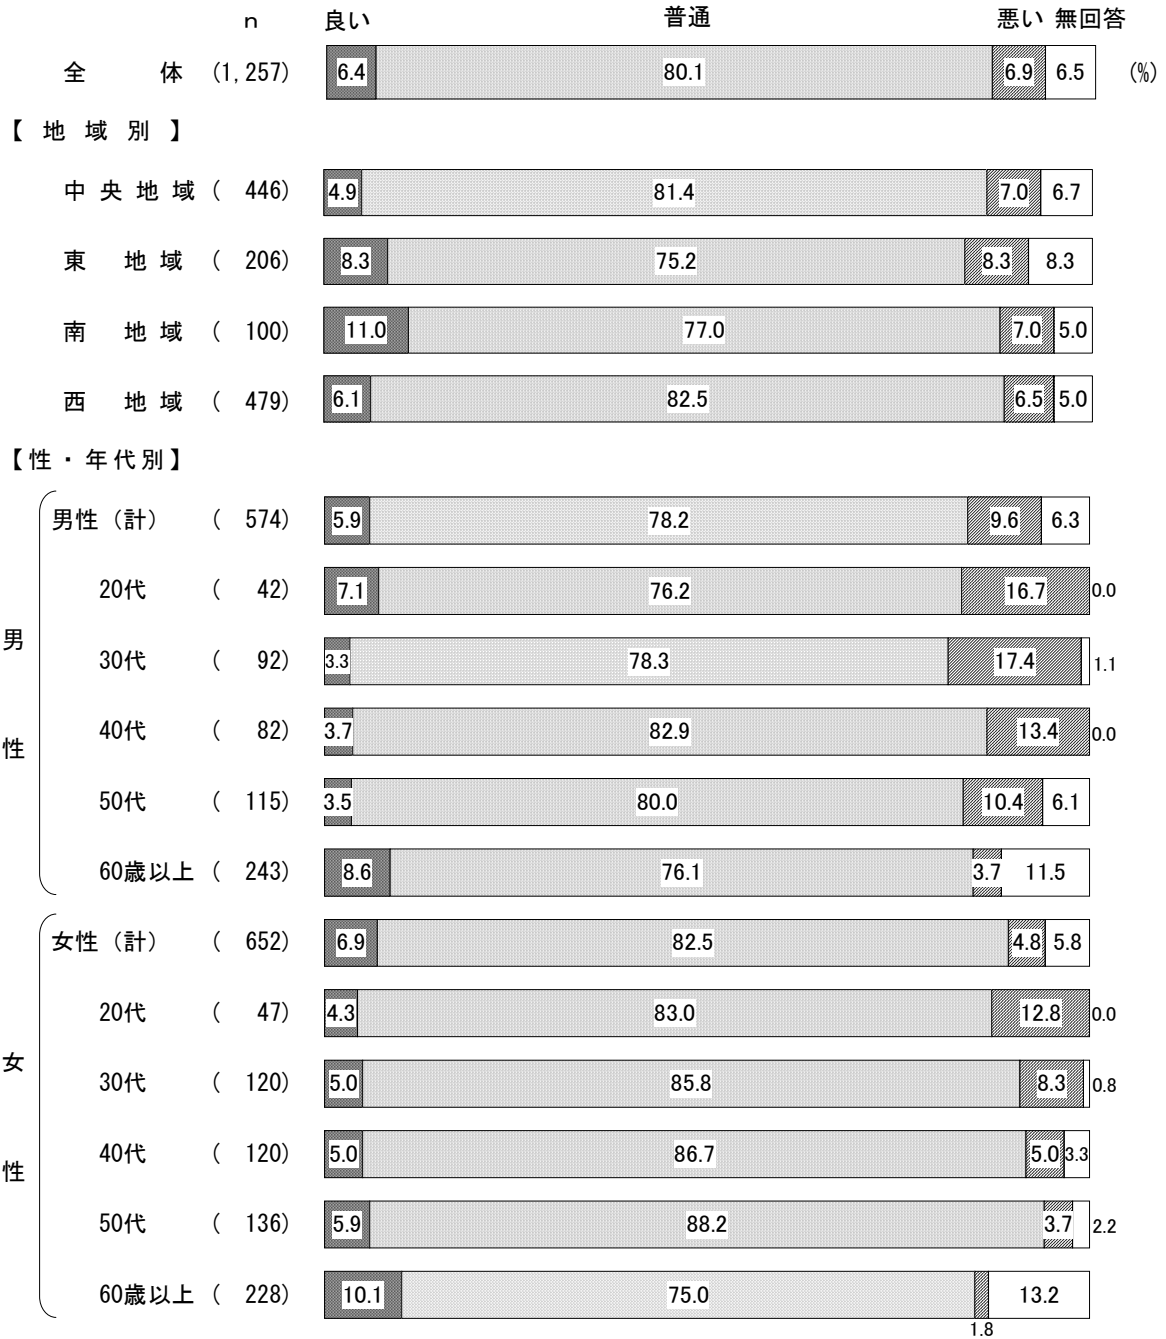 n 良い 普通 悪い 無回答
全体 (1,257) 6.4 80.1 6.9 6.5 (%)
【地域別】
中央地域 (446) 4.9 81.4 7.0 6.7
東地域 (206) 8.3 75.2 8.3 8.3
南地域 (100) 11.0 77.0 7.0 5.0
西地域 (479) 6.1 82.5 6.5 5.0
【性・年代別】
男性
男性(計) (574) 5.9 78.2 9.6 6.3
20代 (42) 7.1 76.2 16.7 0.0
30代 (92) 3.3 78.3 17.4 1.1
40代 (82) 3.7 82.9 13.4 0.0
50代 (115) 3.5 80.0 10.4 6.1
60歳以上 (243) 8.6 76.1 3.7 11.5
女性
女性(計) (652) 6.9 82.5 4.8 5.8
20代 (47) 4.3 83.0 12.8 0.0
30代 (120) 5.0 85.8 8.3 0.8
40代 (120) 5.0 86.7 5.0 3.3
50代 (136) 5.9 88.2 3.7 2.2
60歳以上 (228) 10.1 75.0 1.8 13.2